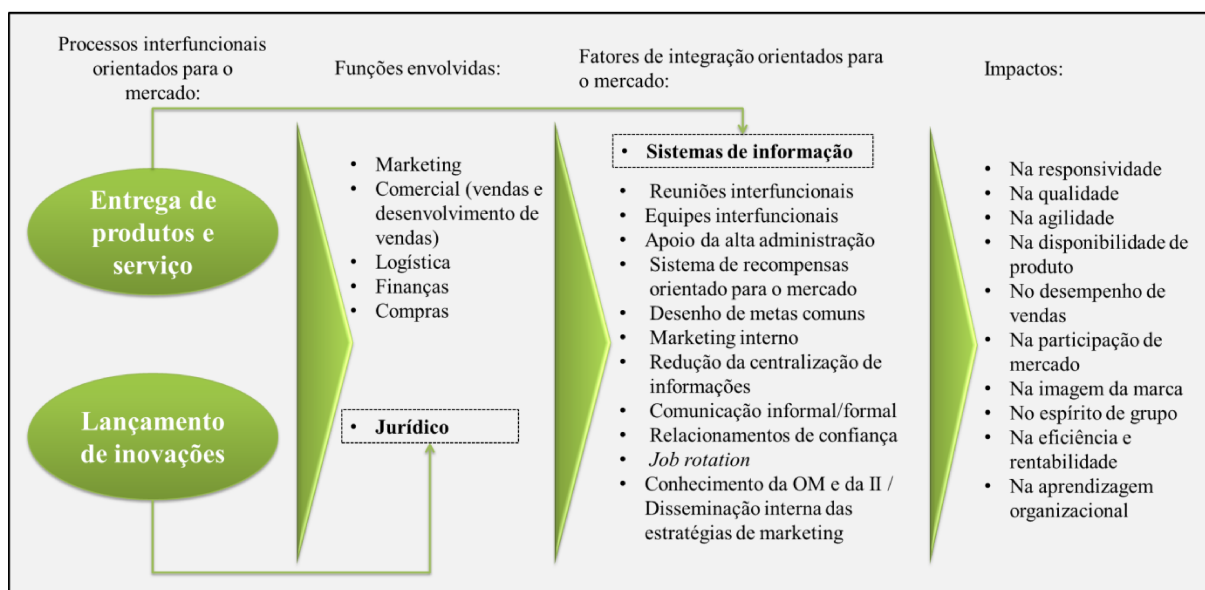 Processos interfuncionais
orientados para o
mercado:
Entrega de
produtos e
serviço
Lançamento
de inovações
Funções envolvidas:
• Marketing
• Comercial (vendas e
desenvolvimento de
vendas)
• Logística
• Finanças
• Compras
• Jurídico
Fatores de integração orientados para
o mercado:
• Sistemas de informação
• Reuniões interfuncionais
• Equipes interfuncionais
• Apoio da alta administração
• Sistema de recompensas
orientado para o mercado
• Desenho de metas comuns
• Marketing interno
• Redução da centralização de
informações
• Comunicação informal/formal
• Relacionamentos de confiança
• Job rotation
• Conhecimento da OM e da II /
Disseminação interna das
estratégias de marketing
Impactos:
• Na responsividade
• Na qualidade
• Na agilidade
• Na disponibilidade de
produto
• No desempenho de
vendas
• Na participação de
mercado
• Na imagem da marca
• No espírito de grupo
• Na eficiência e
rentabilidade
• Na aprendizagem
organizacional